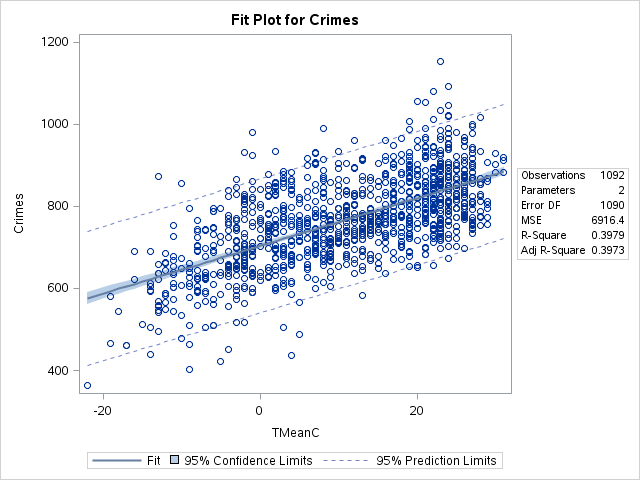 Fit Plot for Crimes
1200
1000
800
600
400
Crimes
-20
0
20
TMeanC
Observations 1092
Parameters 2
Error DF 1090
MSE 6916.4
R-Square 0.3979
Adj R-Square 0.3973
Fit 95% Confidence Limits 95% Prediction Limits